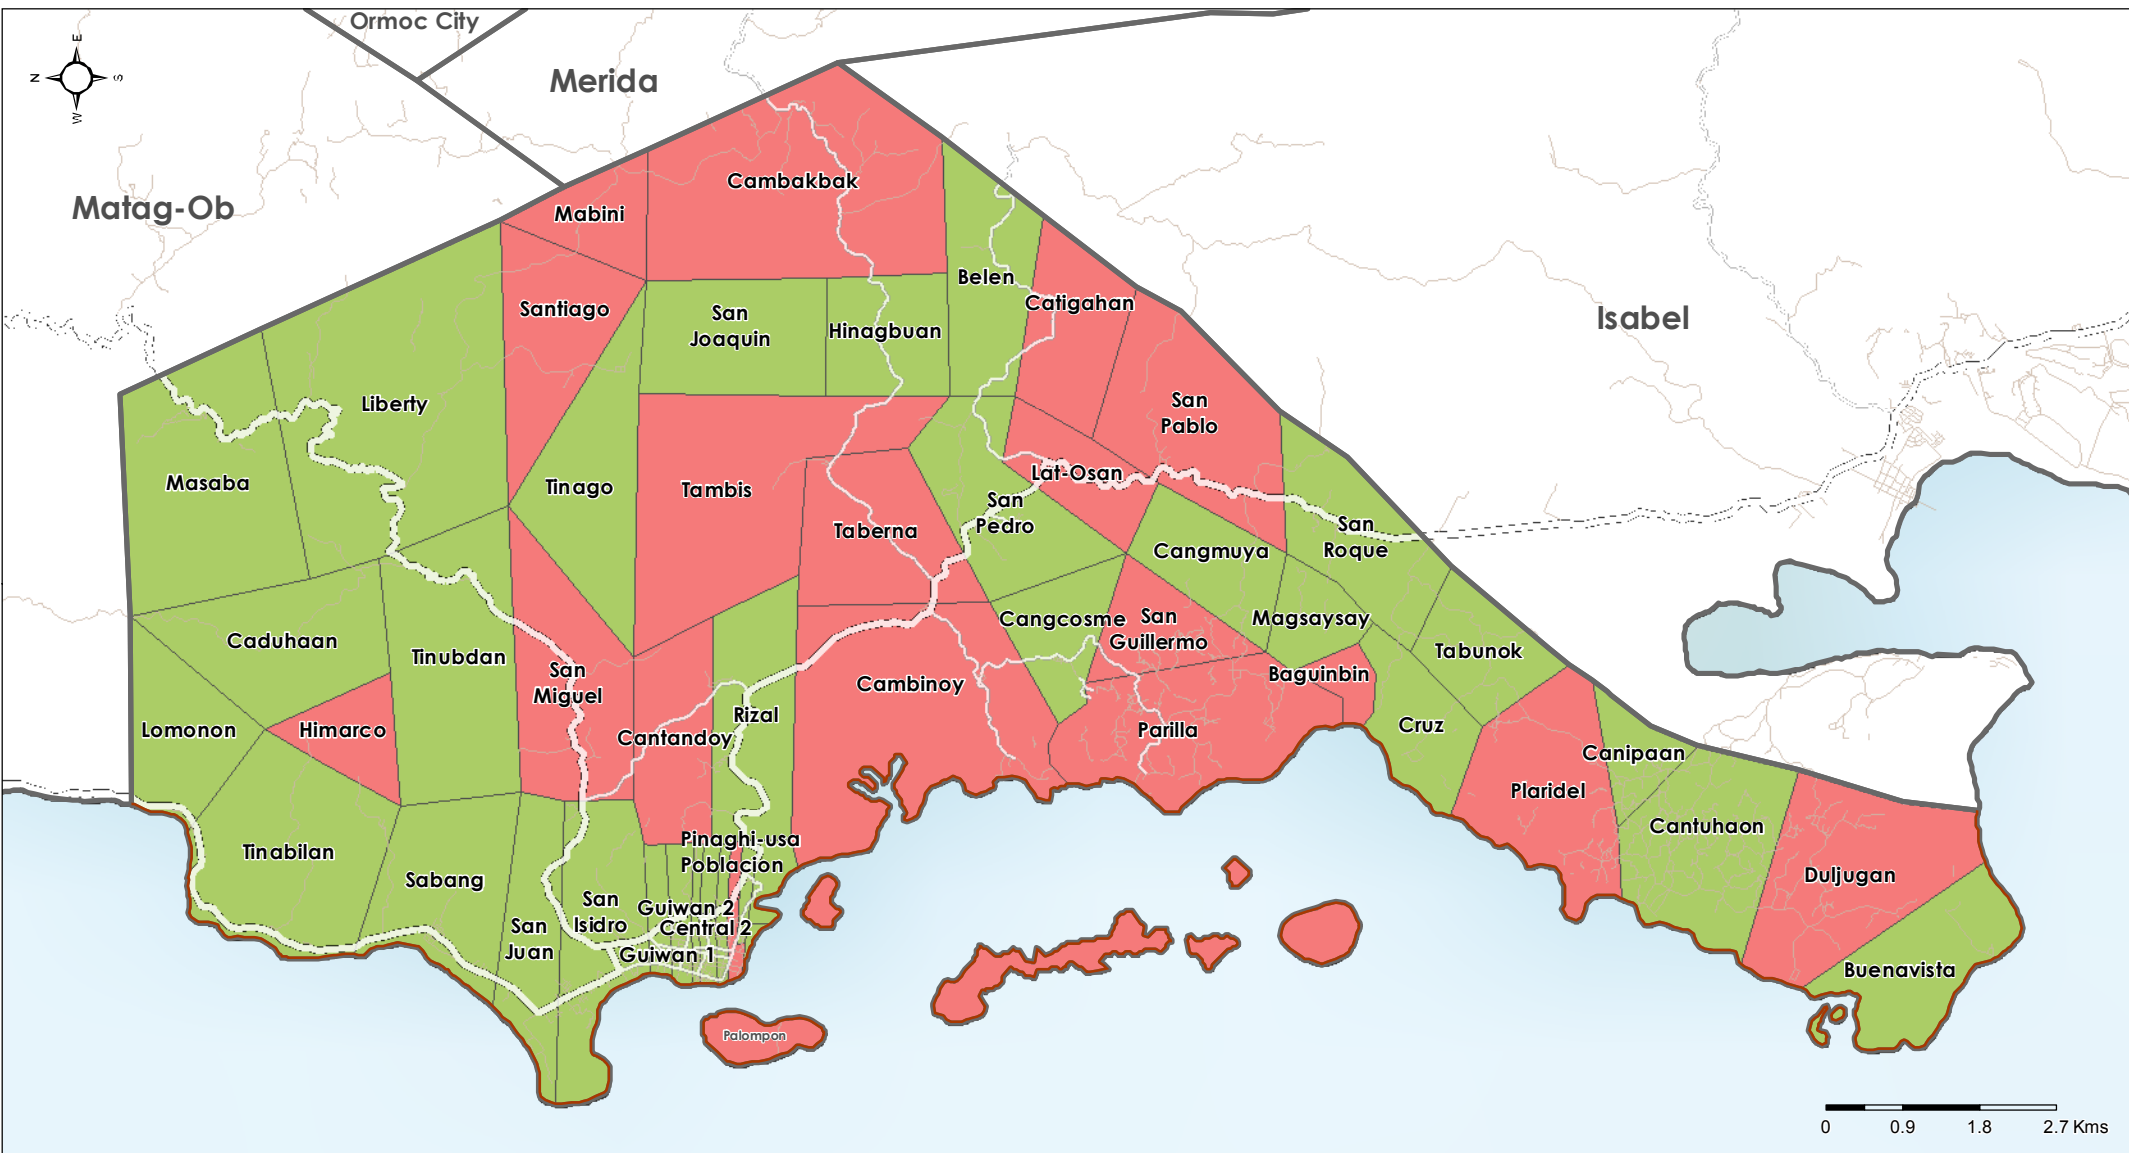 Ormoc City
E
N
S
W
Merida
Matag-Ob
Cambakbak
Mabini
Belen
Santiago
Catigahan
San
Joaquin
Hinagbuan
Isabel
Liberty
San
Pablo
Masaba
Tinago
Tambis
Lat-Osan
San
Pedro
Taberna
San
Roque
Cangmuya
Caduhaan
Tinubdan
Cangcosme
San
Guillermo
Magsaysay
Tabunok
San
Miguel
Cambinoy
Baguinbin
Lomonon
Himarco
Cantandoy
Rizal
Parilla
Cruz
Canipaan
Plaridel
Tinabilan
Sabang
Pinaghi-usa
Poblacion
Cantuhaon
Duljugan
San
Isidro
Guiwan 2
Central 2
San
Juan
Guiwan 1
Buenavista
Palompon
0
0.9
1.8
2.7 Kms